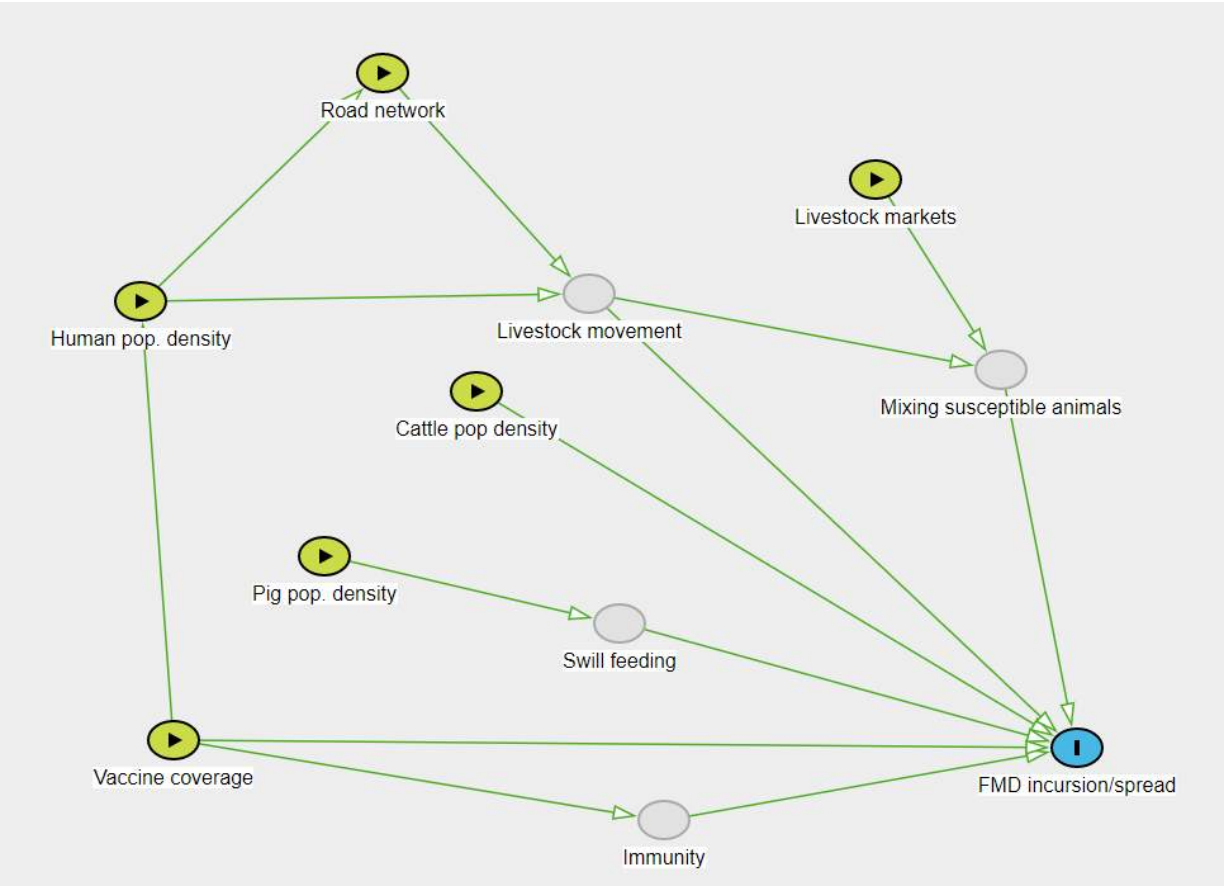 Road network
Livestock markets
Human pop. density
Livestock movement
Cattle pop density
Mixing susceptible animals
Pig pop. density
Swill feeding
Vaccine coverage
FMD incursion/spread
Immunity